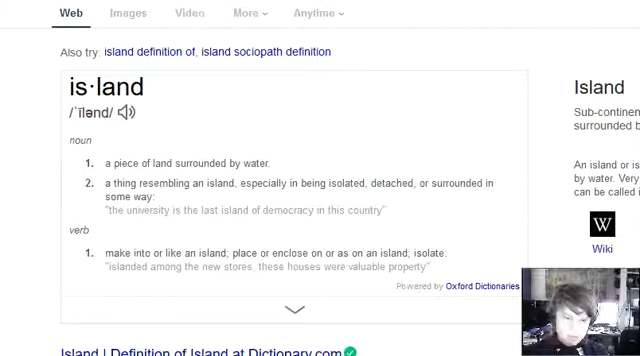 Web Images Video More Anytime
Also try: island definition of, island sociopath definition
is·land
/ˈīlənd/
noun
1. a piece of land surrounded by water.
2. a thing resembling an island, especially in being isolated, detached, or surrounded in
some way:
"the university is the last island of democracy in this country"
verb
1. make into or like an island; place or enclose on or as on an island; isolate:
"islanded among the new stores, these houses were valuable property"
Powered by Oxford Dictionaries
Island | Definition of Island at Dictionary.com
Island
Sub-continen
surrounded b
An island or is
by water. Very
can be called i
W
Wiki